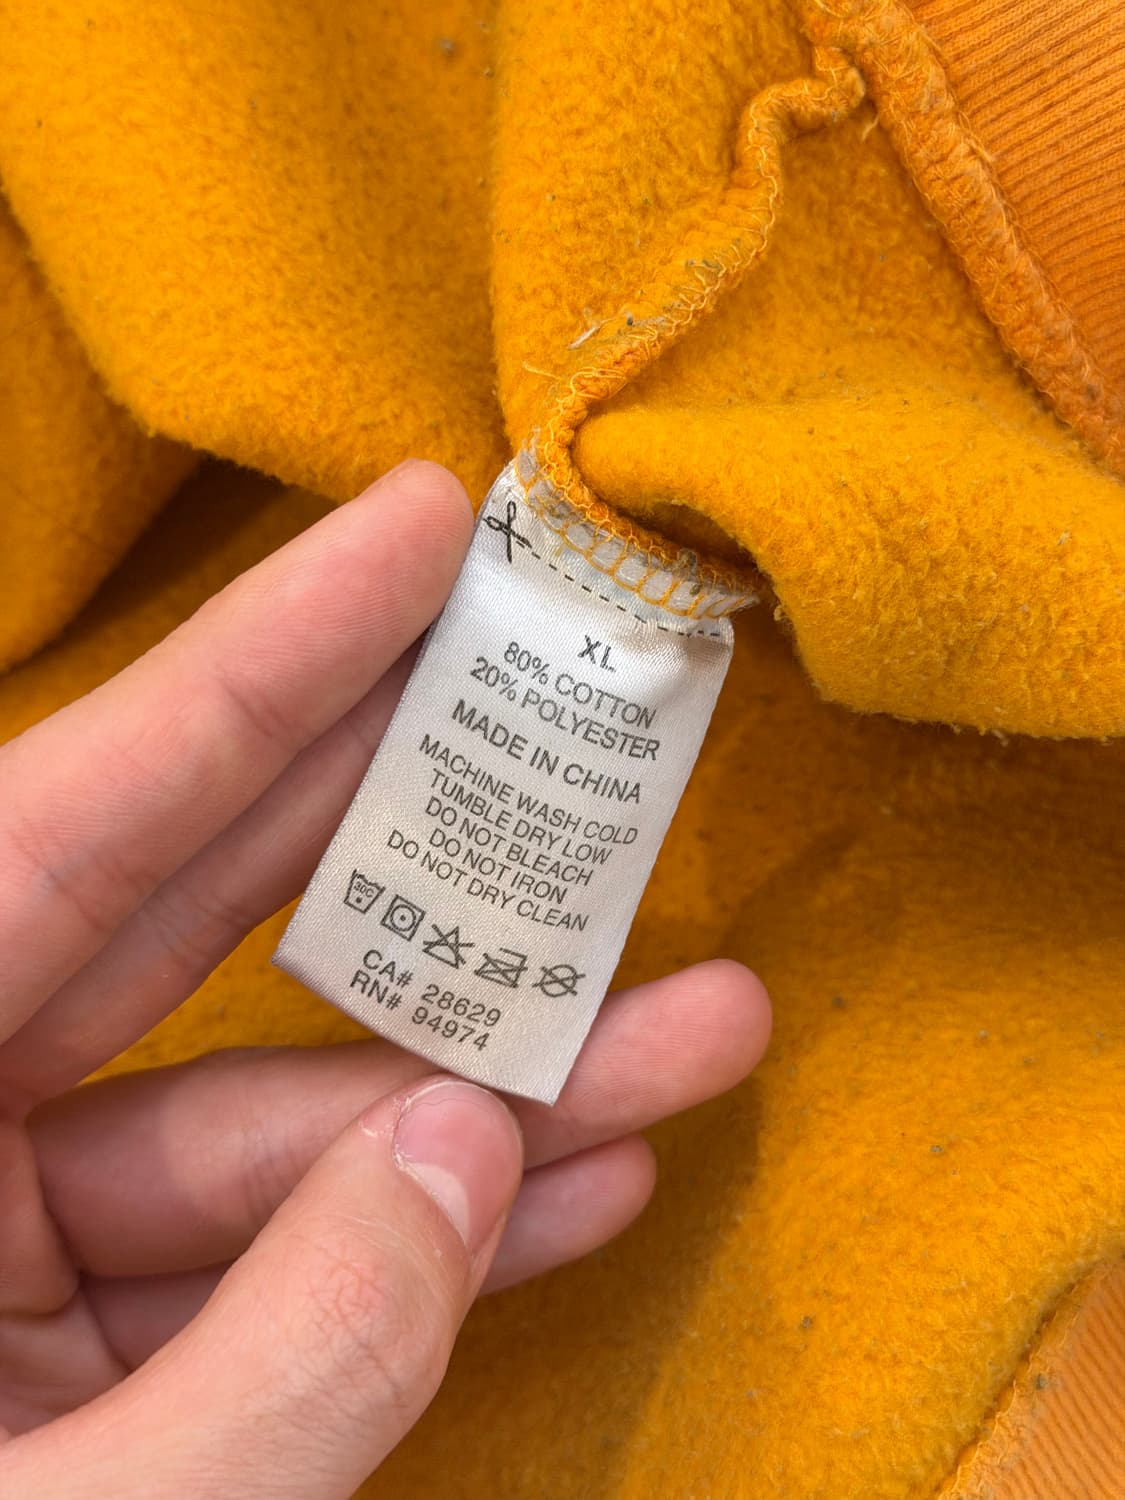 XL
80% COTTON
20% POLYESTER
MADE IN CHINA
MACHINE WASH COLD
TUMBLE DRY LOW
DO NOT BLEACH
DO NOT IRON
DO NOT DRY CLEAN
30C
CA# 28629
RN# 94974